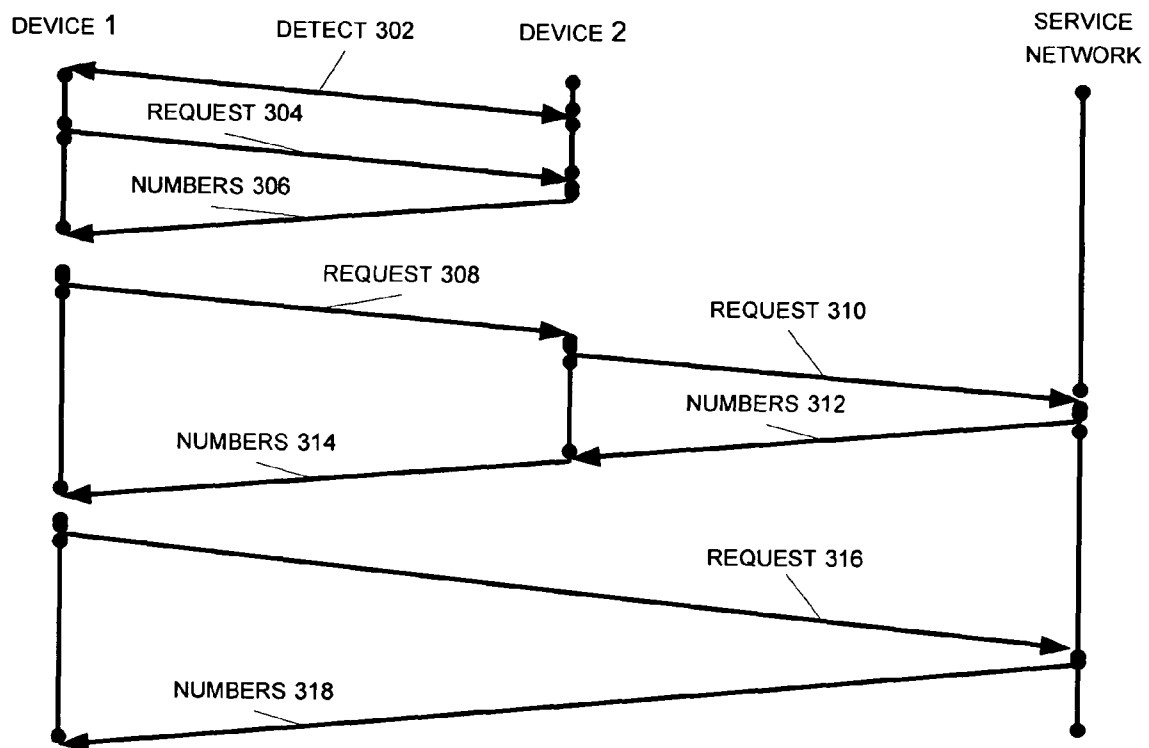 DEVICE 1
DETECT 302
DEVICE 2
SERVICE
NETWORK
REQUEST 304
NUMBERS 306
REQUEST 308
REQUEST 310
NUMBERS 312
NUMBERS 314
REQUEST 316
NUMBERS 318